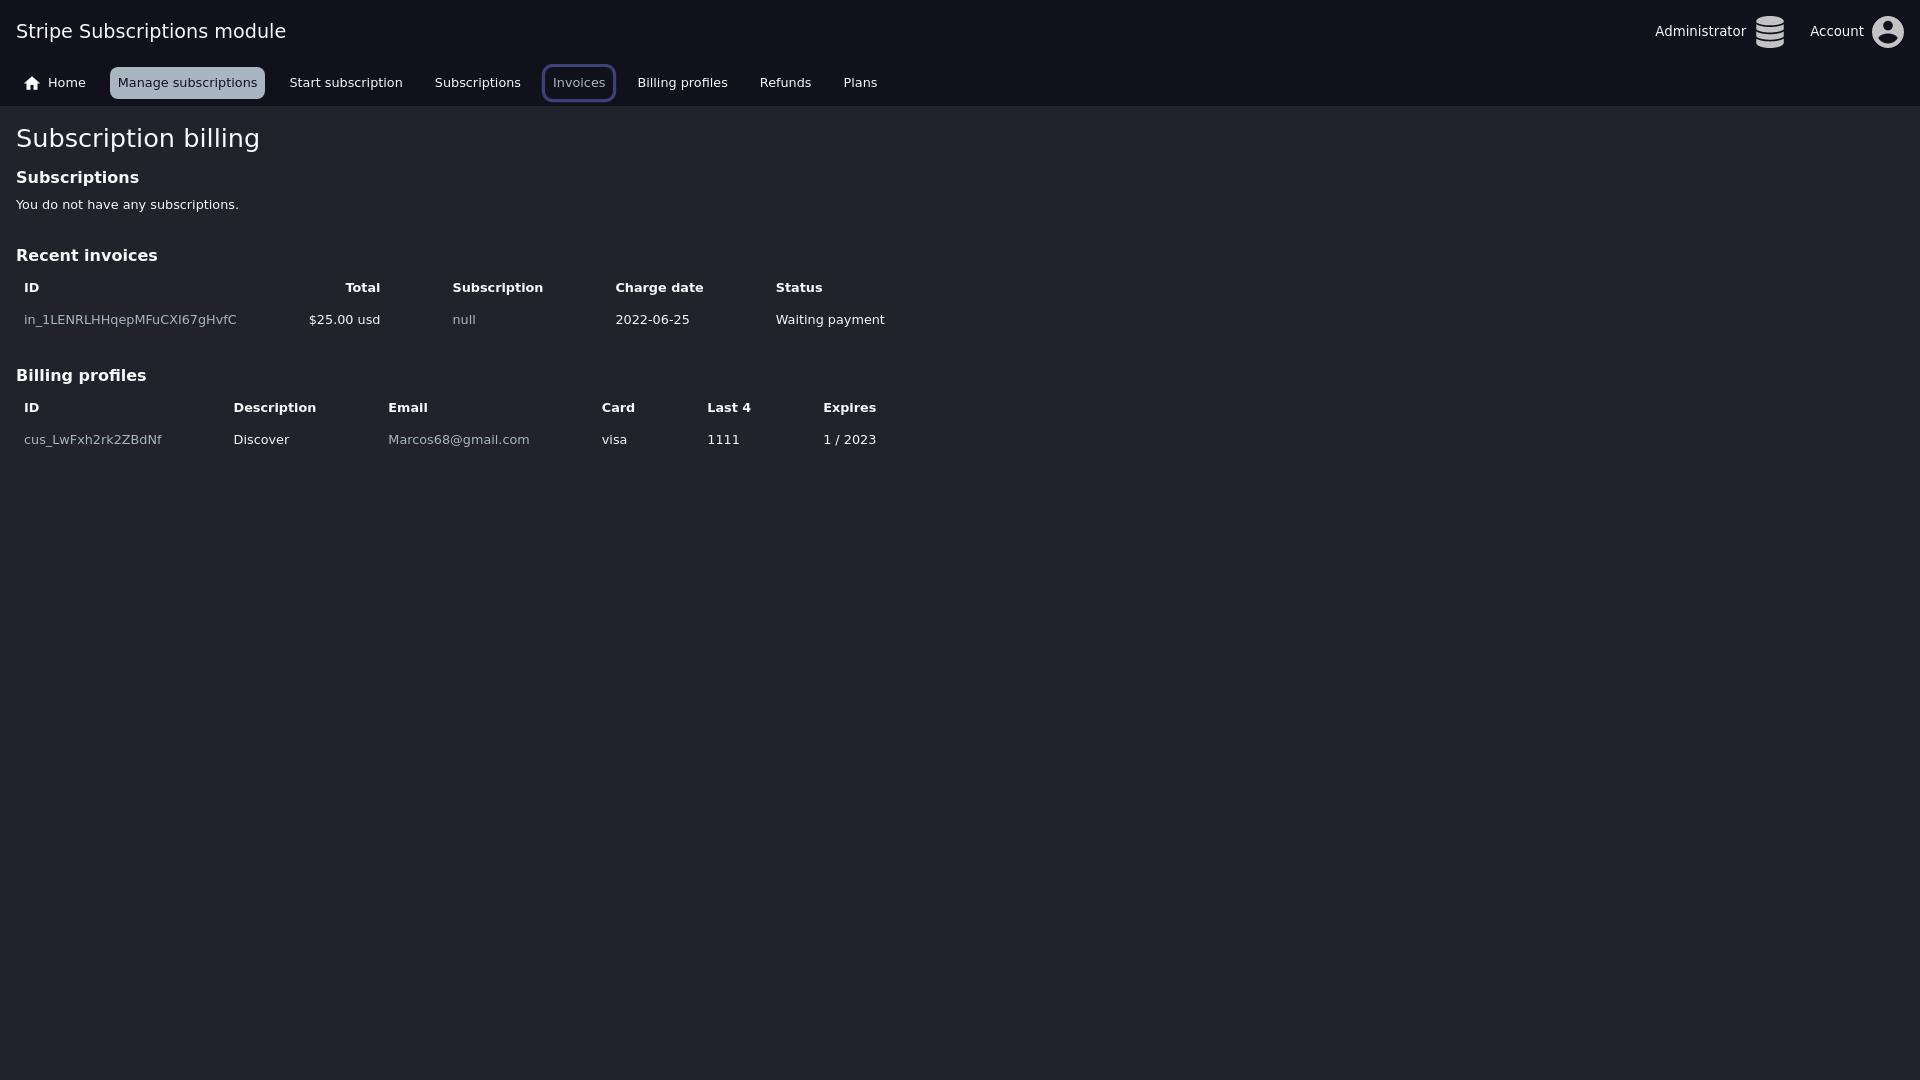 Stripe Subscriptions module
Administrator Account
Home Manage subscriptions Start subscription Subscriptions Invoices Billing profiles Refunds Plans
Subscription billing
Subscriptions
You do not have any subscriptions.
Recent invoices
ID Total Subscription Charge date Status
in_1LENRLHHqepMFuCXI67gHvfC $25.00 usd null 2022-06-25 Waiting payment
Billing profiles
ID Description Email Card Last 4 Expires
cus_LwFxh2rk2ZBdNf Discover Marcos68@gmail.com visa 1111 1 / 2023